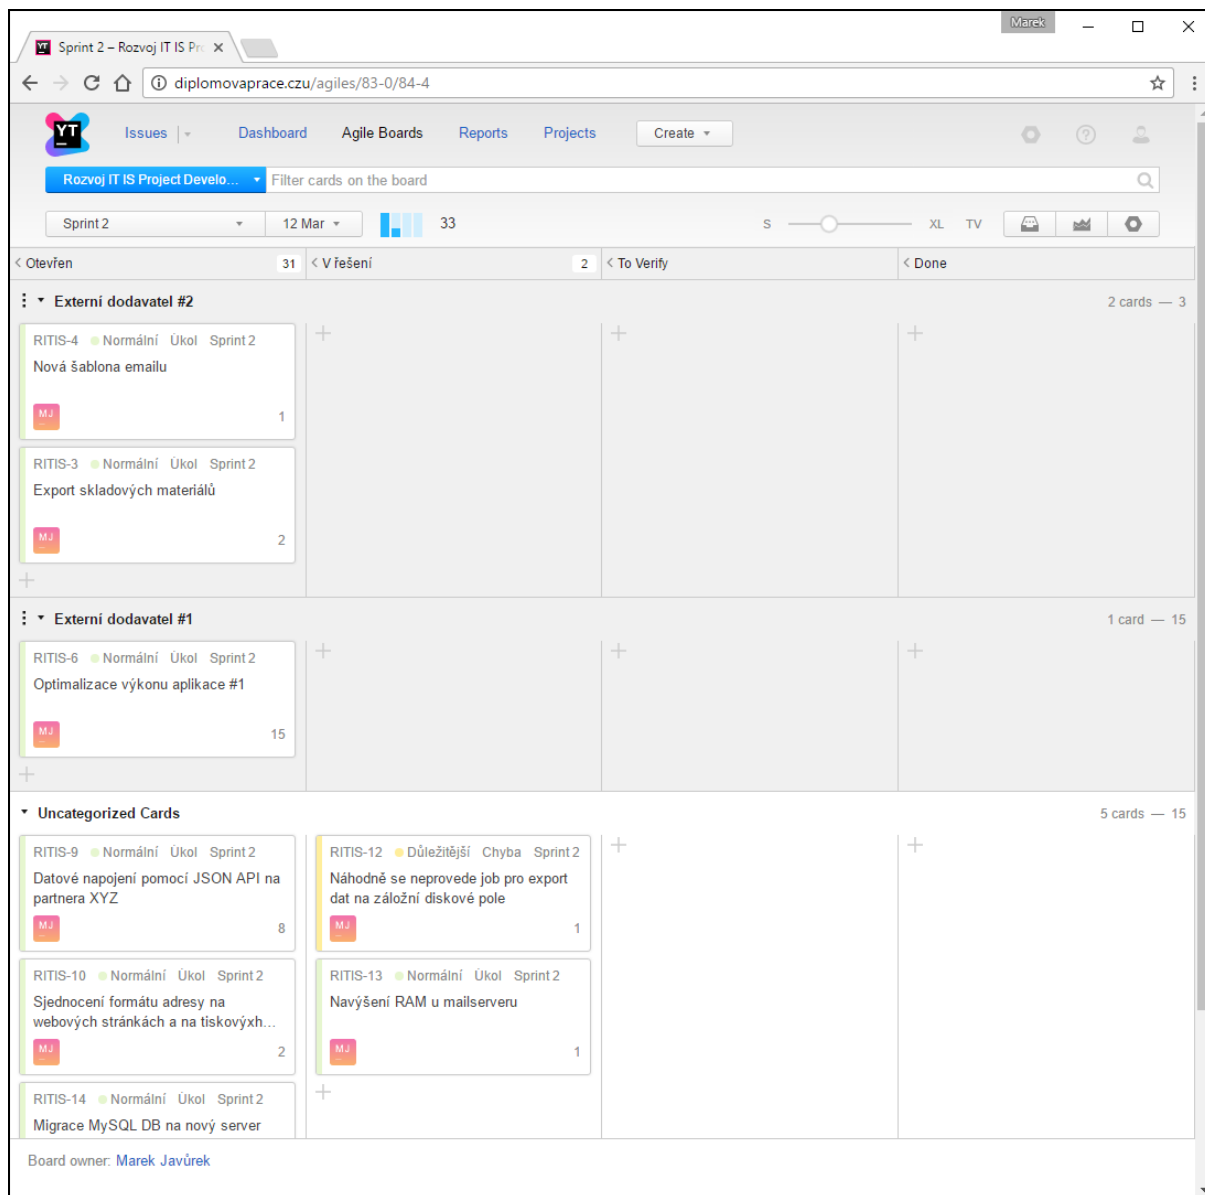 Marek
Sprint 2 – Rozvoj IT IS Pr
diplomovaprace.czu/agiles/83-0/84-4
YT
Issues Dashboard Agile Boards Reports Projects Create
Rozvoj IT IS Project Develo... Filter cards on the board
Sprint 2 12 Mar 33 S XL TV
Otevřen 31 V řešení 2 To Verify Done
Externí dodavatel #2 2 cards — 3
RITIS-4 Normální Úkol Sprint 2
Nová šablona emailu
MJ 1
RITIS-3 Normální Úkol Sprint 2
Export skladových materiálů
MJ 2
Externí dodavatel #1 1 card — 15
RITIS-6 Normální Úkol Sprint 2
Optimalizace výkonu aplikace #1
MJ 15
Uncategorized Cards 5 cards — 15
RITIS-9 Normální Úkol Sprint 2
Datové napojení pomocí JSON API na
partnera XYZ
MJ 8
RITIS-12 Důležitější Chyba Sprint 2
Náhodně se neprovede job pro export
dat na záložní diskové pole
MJ 1
RITIS-10 Normální Úkol Sprint 2
Sjednocení formátu adresy na
webových stránkách a na tiskovýxh...
MJ 2
RITIS-13 Normální Úkol Sprint 2
Navýšení RAM u mailserveru
MJ 1
RITIS-14 Normální Úkol Sprint 2
Migrace MySQL DB na nový server
Board owner: Marek Javůrek